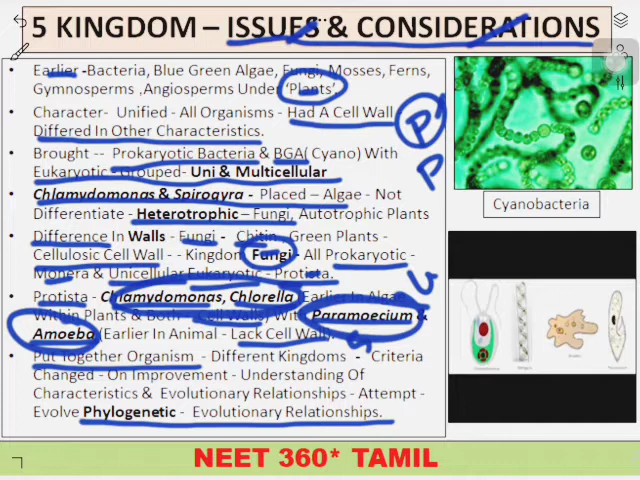 5 KINGDOM – ISSUES & CONSIDERATIONS
• Earlier -Bacteria, Blue Green Algae, Fungi, Mosses, Ferns,
Gymnosperms ,Angiosperms Under 'Plants'.
• Character- Unified - All Organisms - Had A Cell Wall
Differed In Other Characteristics.
• Brought -- Prokaryotic Bacteria & BGA( Cyano) With
Eukaryotic - Grouped- Uni & Multicellular
• Chlamydomonas & Spirogyra - Placed – Algae - Not
Differentiate - Heterotrophic – Fungi, Autotrophic Plants
• Difference In Walls - Fungi - Chitin, Green Plants -
Cellulosic Cell Wall - - Kingdom Fungi - All Prokaryotic -
Monera & Unicellular Eukaryotic - Protista.
• Protista - Chlamydomonas, Chlorella (Earlier In Algae
Within Plants & Both - Cell Walls) With Paramoecium &
Amoeba (Earlier In Animal - Lack Cell Wall).
• Put Together Organism - Different Kingdoms - Criteria
Changed - On Improvement - Understanding Of
Characteristics & Evolutionary Relationships - Attempt -
Evolve Phylogenetic - Evolutionary Relationships.
P
P
Cyanobacteria
NEET 360* TAMIL